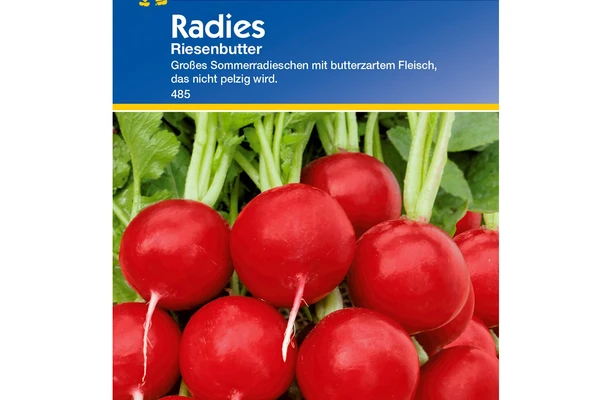 Radies
Riesenbutter
Großes Sommerradieschen mit butterzartem Fleisch,
das nicht pelzig wird.
485